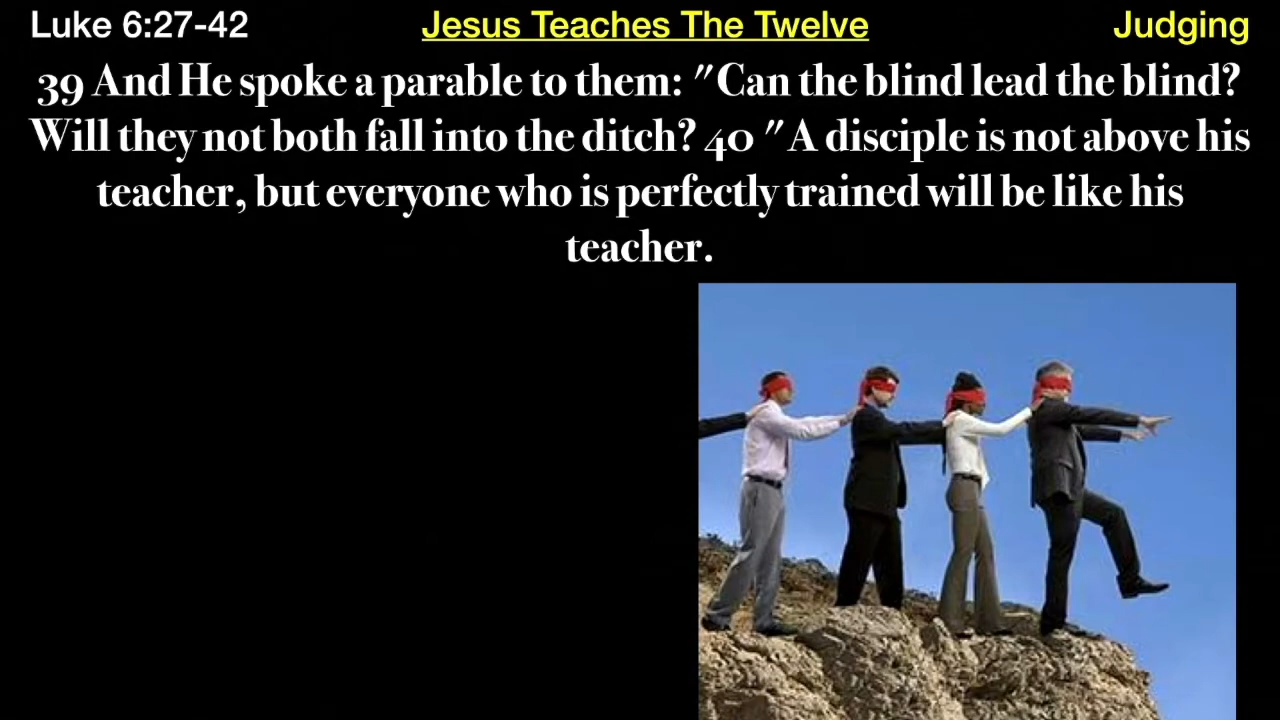 Luke 6:27-42 Jesus Teaches The Twelve Judging
39 And He spoke a parable to them: "Can the blind lead the blind?
Will they not both fall into the ditch? 40 "A disciple is not above his
teacher, but everyone who is perfectly trained will be like his
teacher.